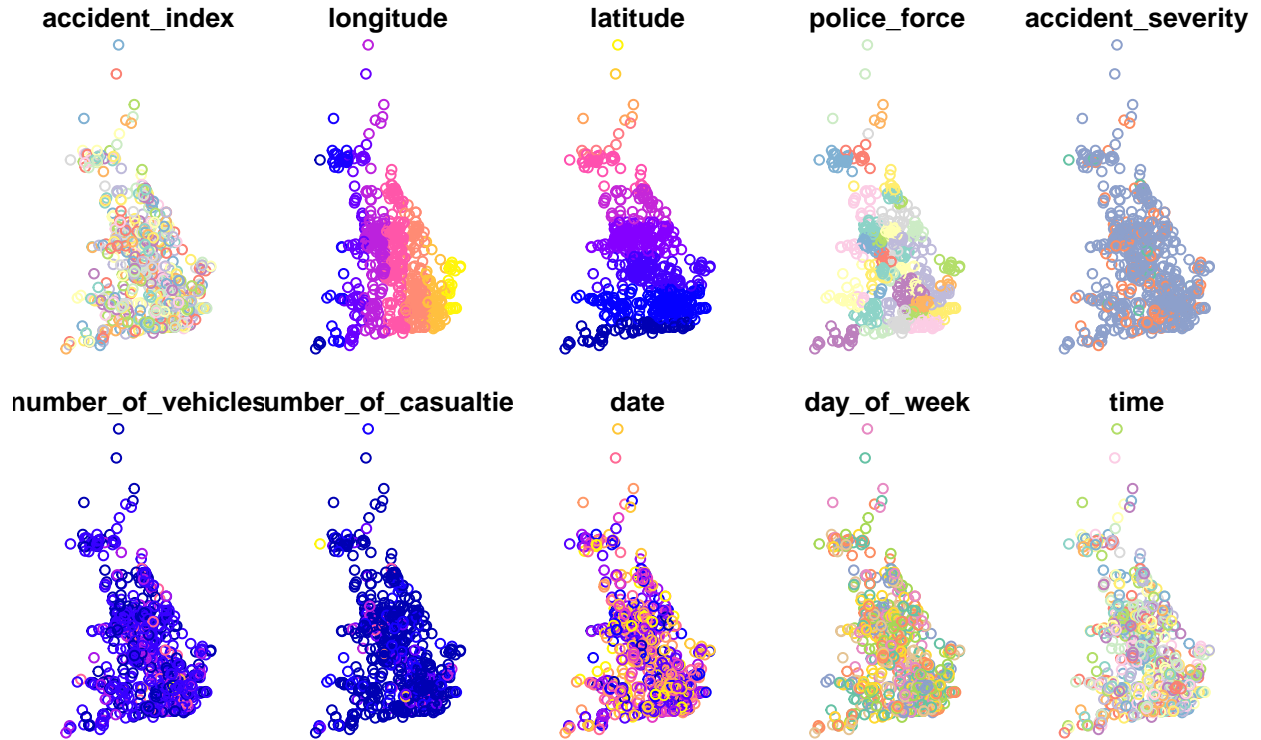 accident_index longitude latitude police_force accident_severity
number_of_vehicles umber_of_casualtie date day_of_week time